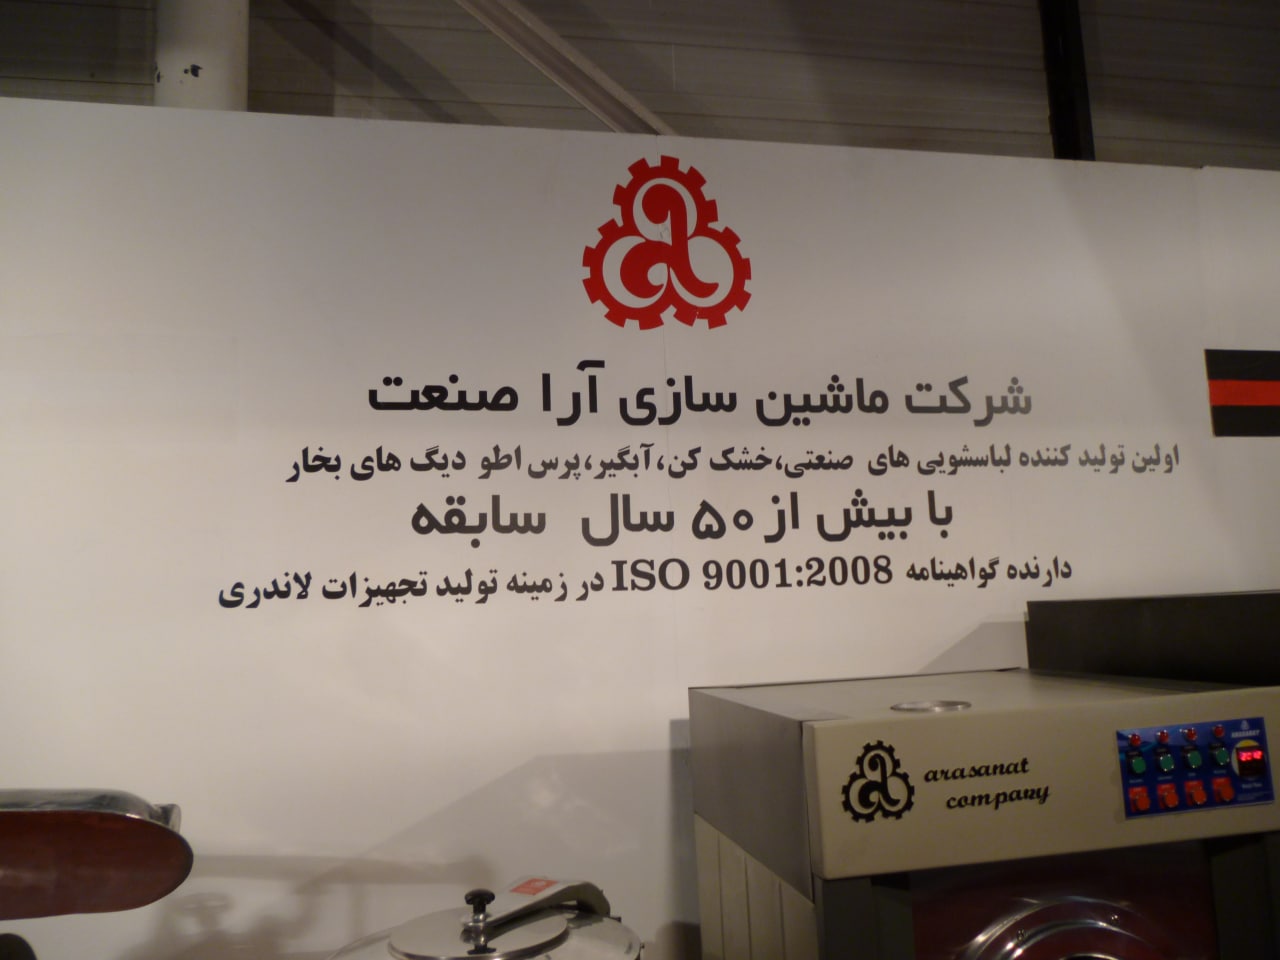 شرکت ماشین سازی آرا صنعت
اولین تولید کننده لباسشویی های صنعتی،خشک کن،آبگیر،پرس اطو دیگ های بخار
با بیش از ۵۰ سال سابقه
دارنده گواهینامه ISO 9001:2008 در زمینه تولید تجهیزات لاندری
arasanat
company